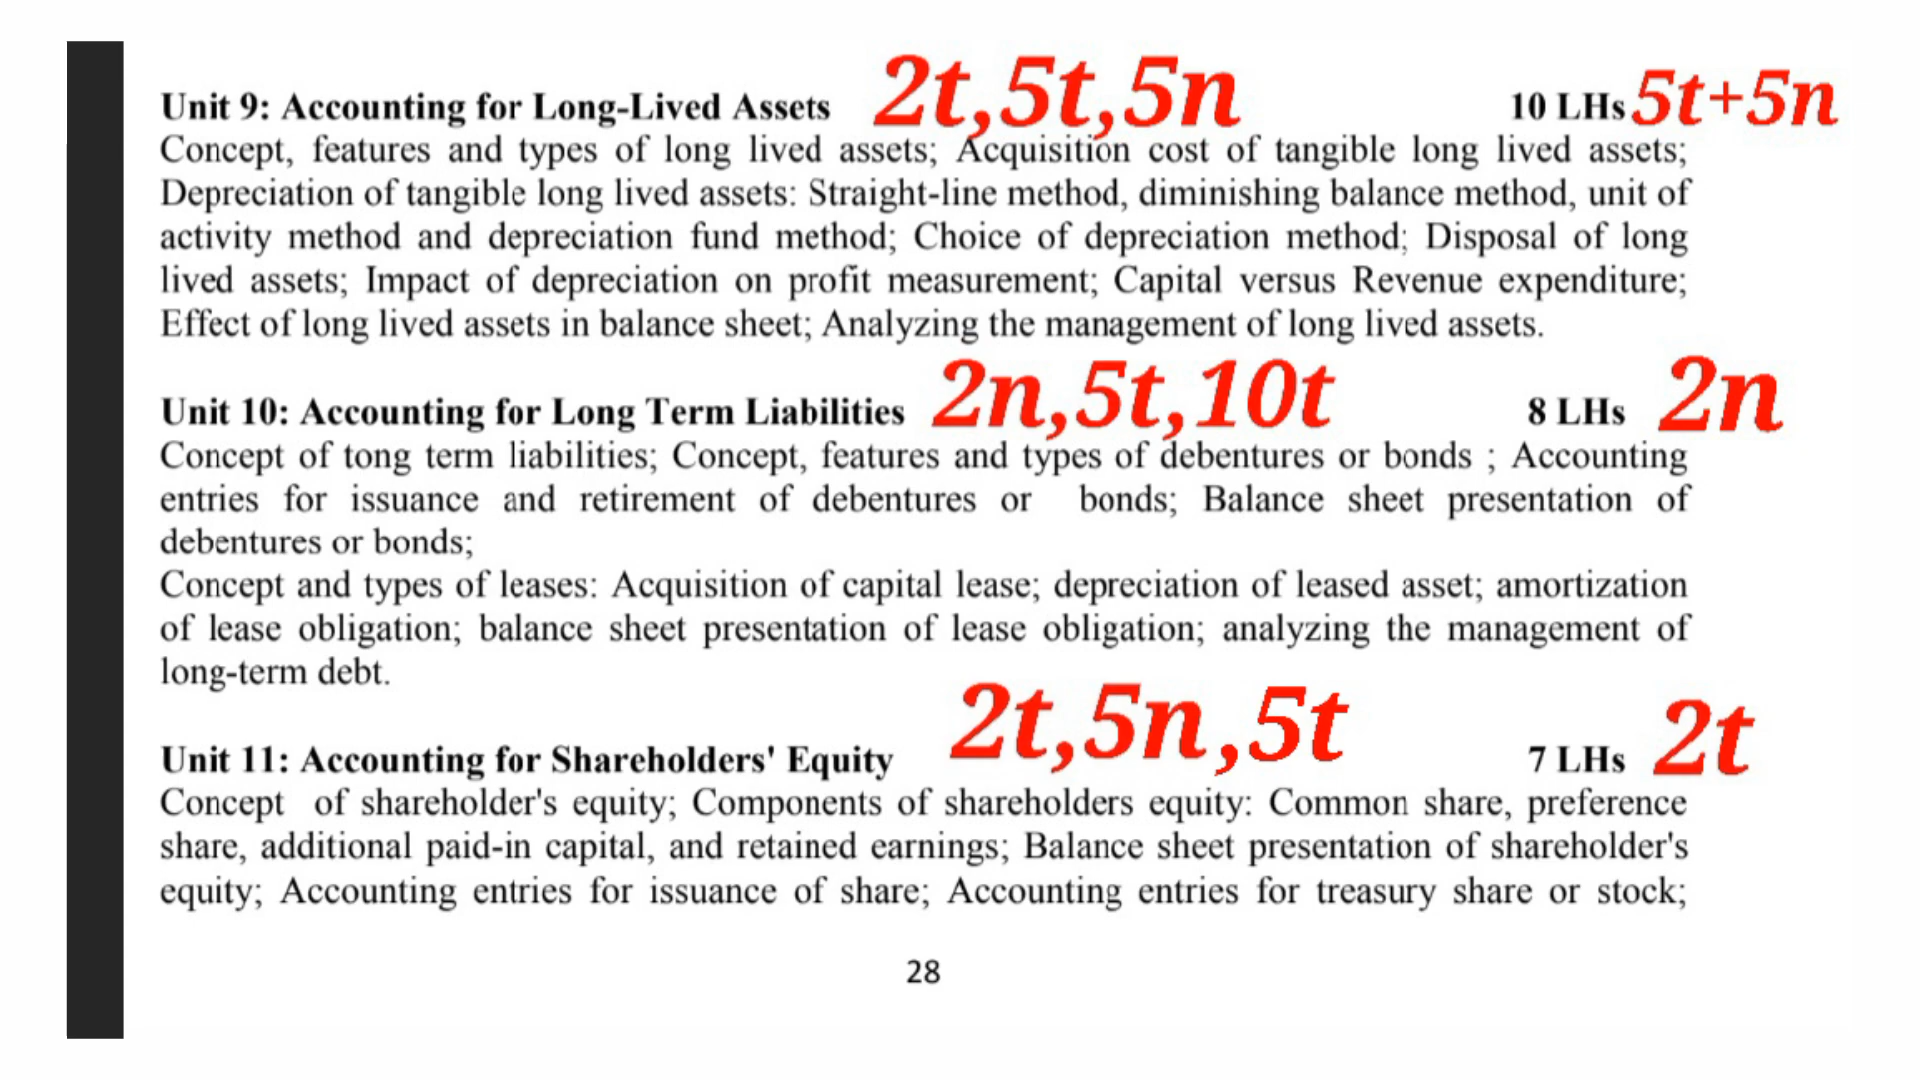 Unit 9: Accounting for Long-Lived Assets 2t,5t,5n 10 LHs 5t+5n
Concept, features and types of long lived assets; Acquisition cost of tangible long lived assets;
Depreciation of tangible long lived assets: Straight-line method, diminishing balance method, unit of
activity method and depreciation fund method; Choice of depreciation method; Disposal of long
lived assets; Impact of depreciation on profit measurement; Capital versus Revenue expenditure;
Effect of long lived assets in balance sheet; Analyzing the management of long lived assets.
Unit 10: Accounting for Long Term Liabilities 2n,5t,10t 8 LHs 2n
Concept of tong term liabilities; Concept, features and types of debentures or bonds ; Accounting
entries for issuance and retirement of debentures or bonds; Balance sheet presentation of
debentures or bonds;
Concept and types of leases: Acquisition of capital lease; depreciation of leased asset; amortization
of lease obligation; balance sheet presentation of lease obligation; analyzing the management of
long-term debt.
Unit 11: Accounting for Shareholders' Equity 2t,5n,5t 7 LHs 2t
Concept of shareholder's equity; Components of shareholders equity: Common share, preference
share, additional paid-in capital, and retained earnings; Balance sheet presentation of shareholder's
equity; Accounting entries for issuance of share; Accounting entries for treasury share or stock;
28